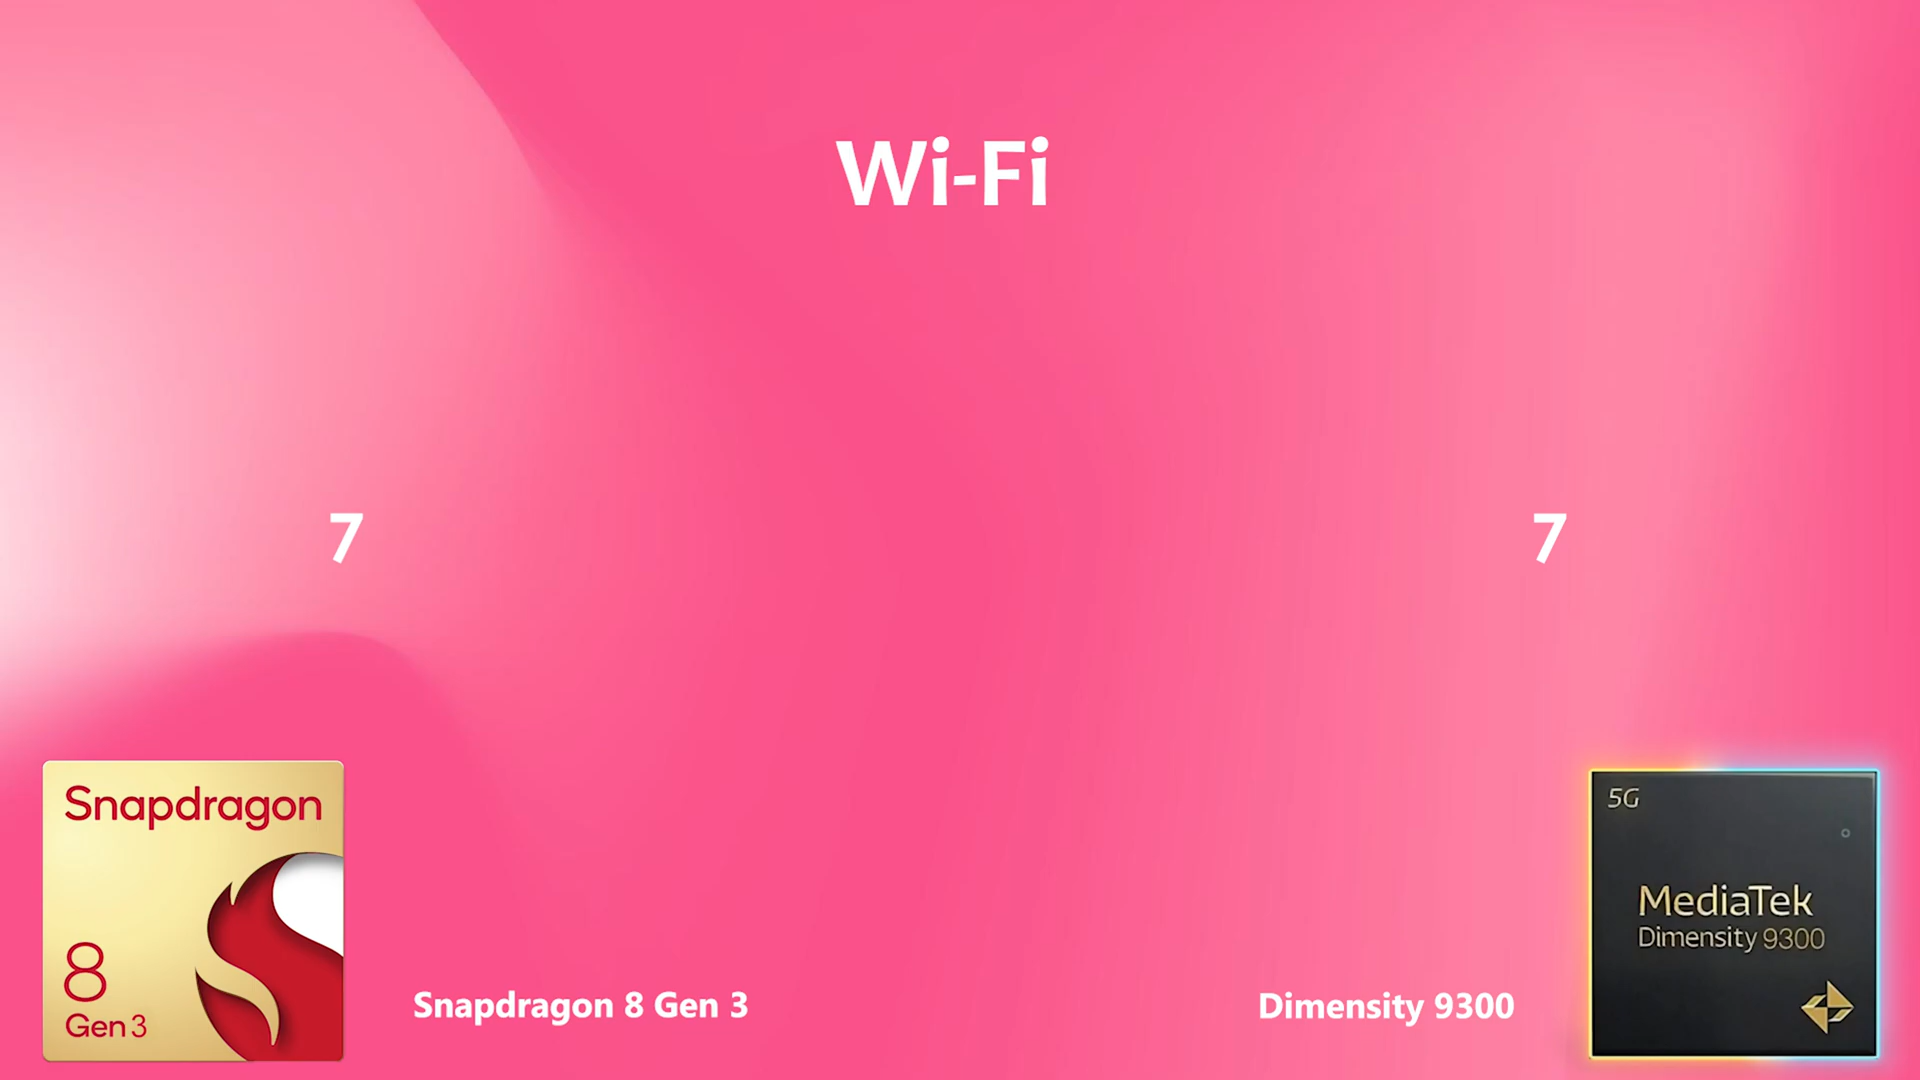 Wi-Fi
7
7
Snapdragon
8
Gen 3
Snapdragon 8 Gen 3
Dimensity 9300
5G
MediaTek
Dimensity 9300